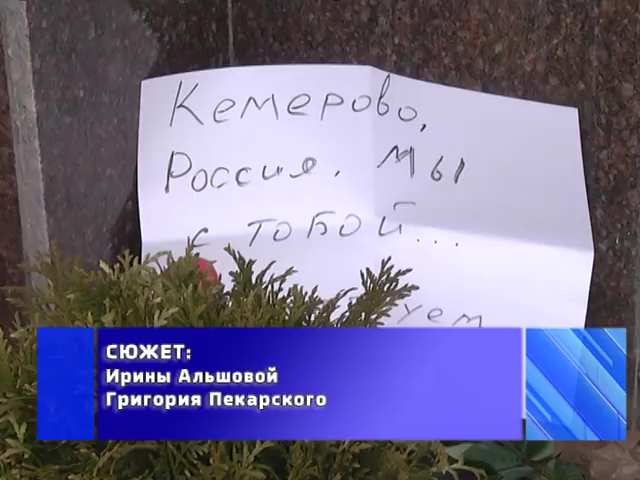 Кемерово,
Россия. Мы
с тобой...
СЮЖЕТ:
Ирины Альшовой
Григория Пекарского